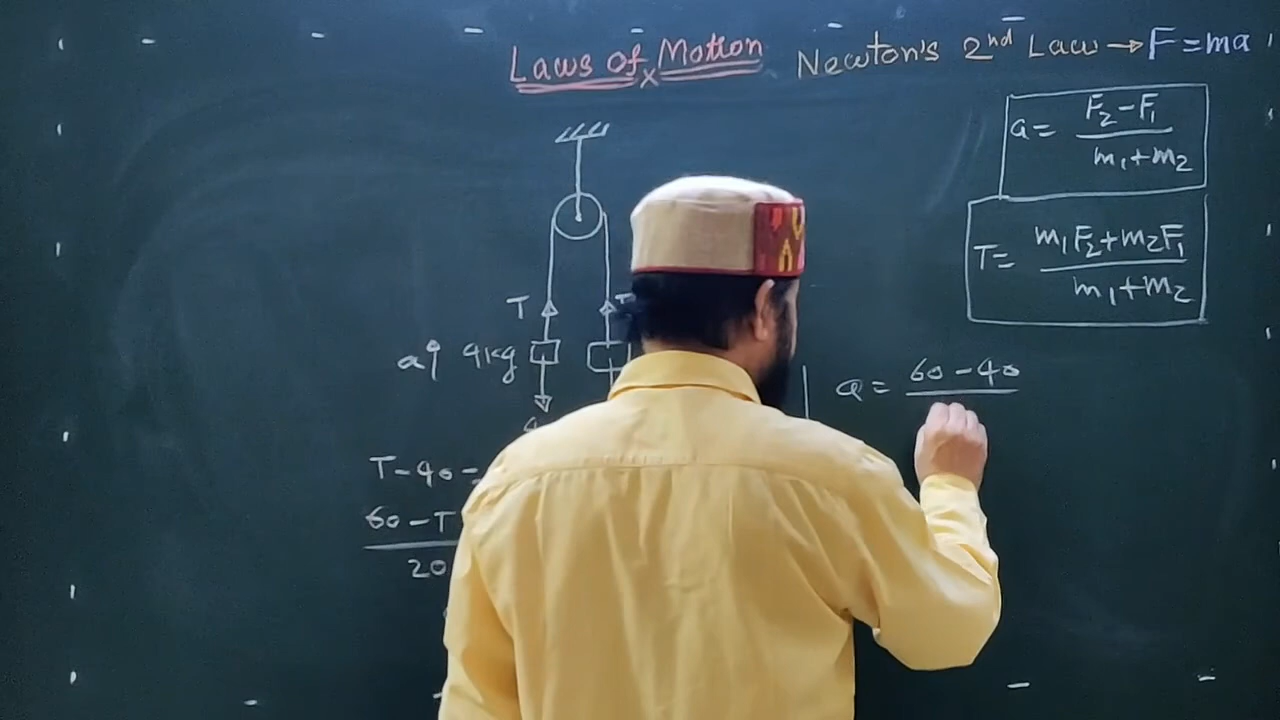 Laws of Motion Newton's 2nd Law → F = ma
x
a = F₂ - F₁ / m₁ + m₂
T = m₁F₂ + m₂F₁ / m₁ + m₂
T
a 4kg
a = 60 - 40
T - 40 =
60 - T
20